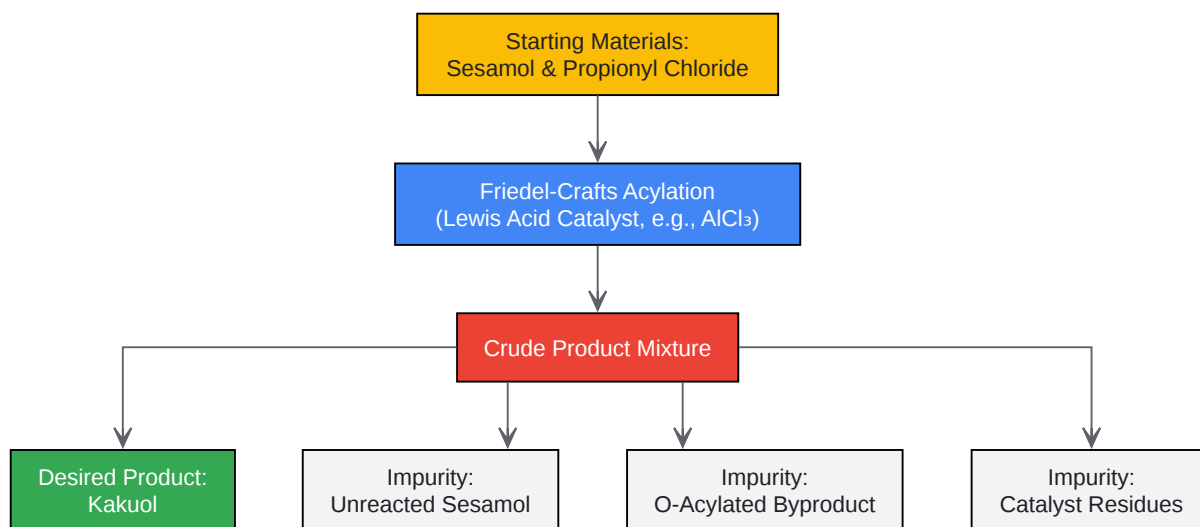 Starting Materials:
Sesamol & Propionyl Chloride
Friedel-Crafts Acylation
(Lewis Acid Catalyst, e.g., AlCl₃)
Crude Product Mixture
Desired Product:
Kakuol
Impurity:
Unreacted Sesamol
Impurity:
O-Acylated Byproduct
Impurity:
Catalyst Residues